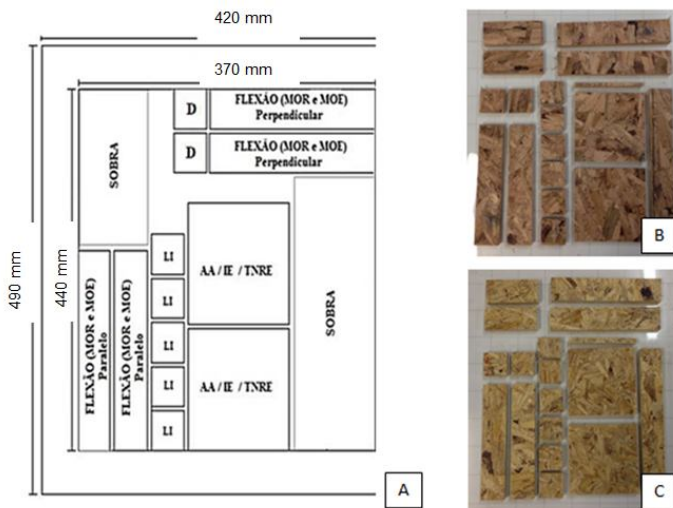 420 mm
370 mm
490 mm
440 mm
SOBRA
D
FLEXÃO (MOR e MOE)
Perpendicular
D
FLEXÃO (MOR e MOE)
Perpendicular
FLEXÃO (MOR e MOE)
Paralelo
FLEXÃO (MOR e MOE)
Paralelo
LI
LI
LI
LI
LI
AA / IE / TNRE
AA / IE / TNRE
SOBRA
A
B
C